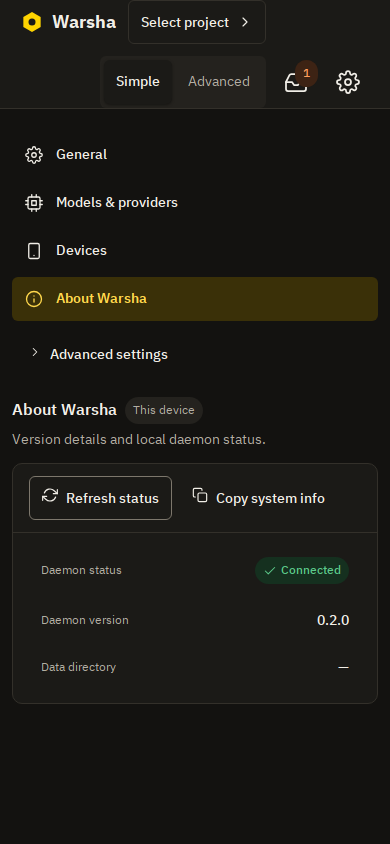 Warsha
Select project
Simple
Advanced
1
General
Models & providers
Devices
About Warsha
Advanced settings
About Warsha
This device
Version details and local daemon status.
Refresh status
Copy system info
Daemon status
Connected
Daemon version
0.2.0
Data directory
—